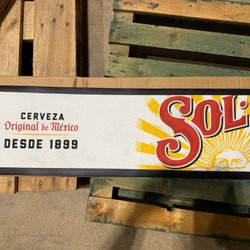 CERVEZA
Original de México
DESDE 1899
SOL